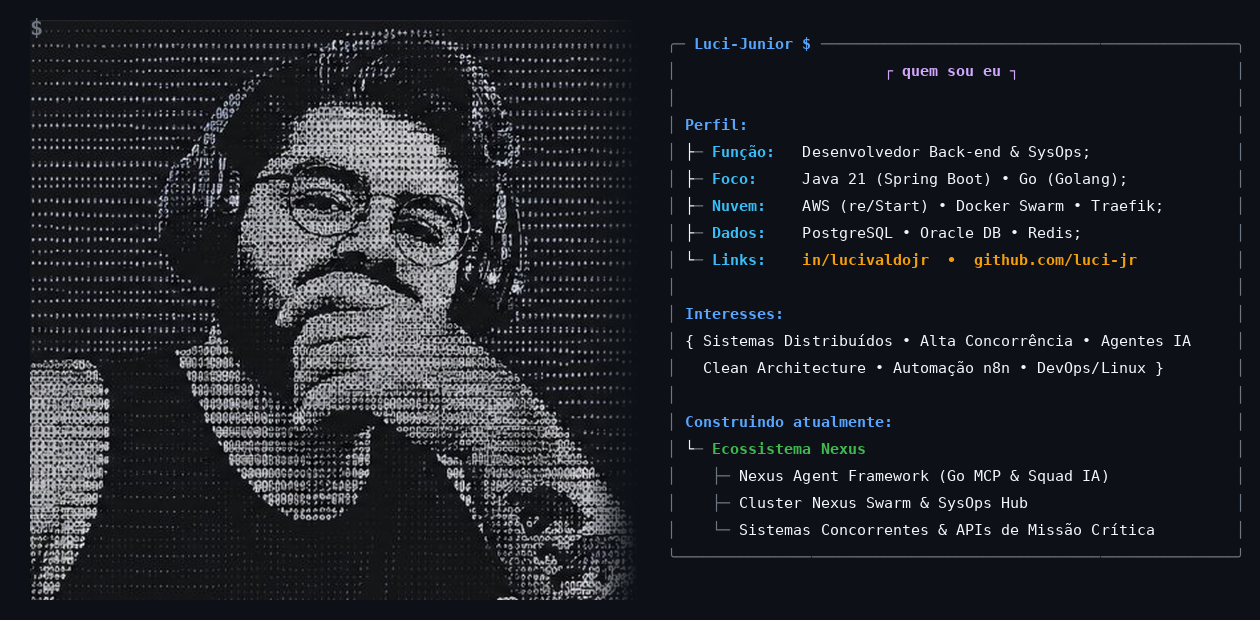 $
Luci-Junior $
quem sou eu
Perfil:
Função: Desenvolvedor Back-end & SysOps;
Foco: Java 21 (Spring Boot) • Go (Golang);
Nuvem: AWS (re/Start) • Docker Swarm • Traefik;
Dados: PostgreSQL • Oracle DB • Redis;
Links: in/lucivaldojr • github.com/luci-jr
Interesses:
{ Sistemas Distribuídos • Alta Concorrência • Agentes IA
Clean Architecture • Automação n8n • DevOps/Linux }
Construindo atualmente:
Ecossistema Nexus
Nexus Agent Framework (Go MCP & Squad IA)
Cluster Nexus Swarm & SysOps Hub
Sistemas Concorrentes & APIs de Missão Crítica